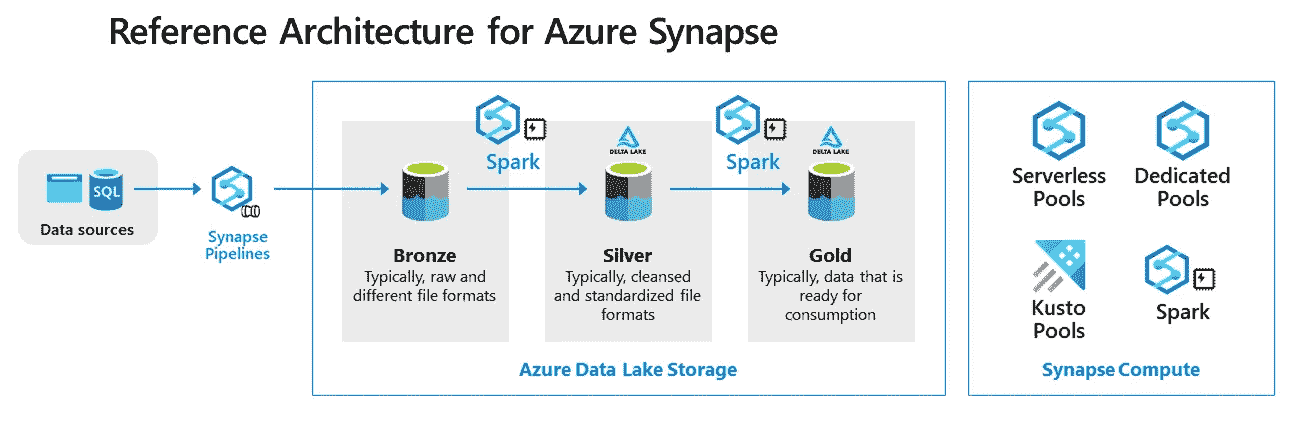 Reference Architecture for Azure Synapse
SQL
Data sources
Synapse
Pipelines
Spark
DELTA LAKE
Spark
DELTA LAKE
Bronze
Typically, raw and
different file formats
Silver
Typically, cleansed
and standardized file
formats
Gold
Typically, data that is
ready for
consumption
Azure Data Lake Storage
Serverless
Pools
Dedicated
Pools
Kusto
Pools
Spark
Synapse Compute